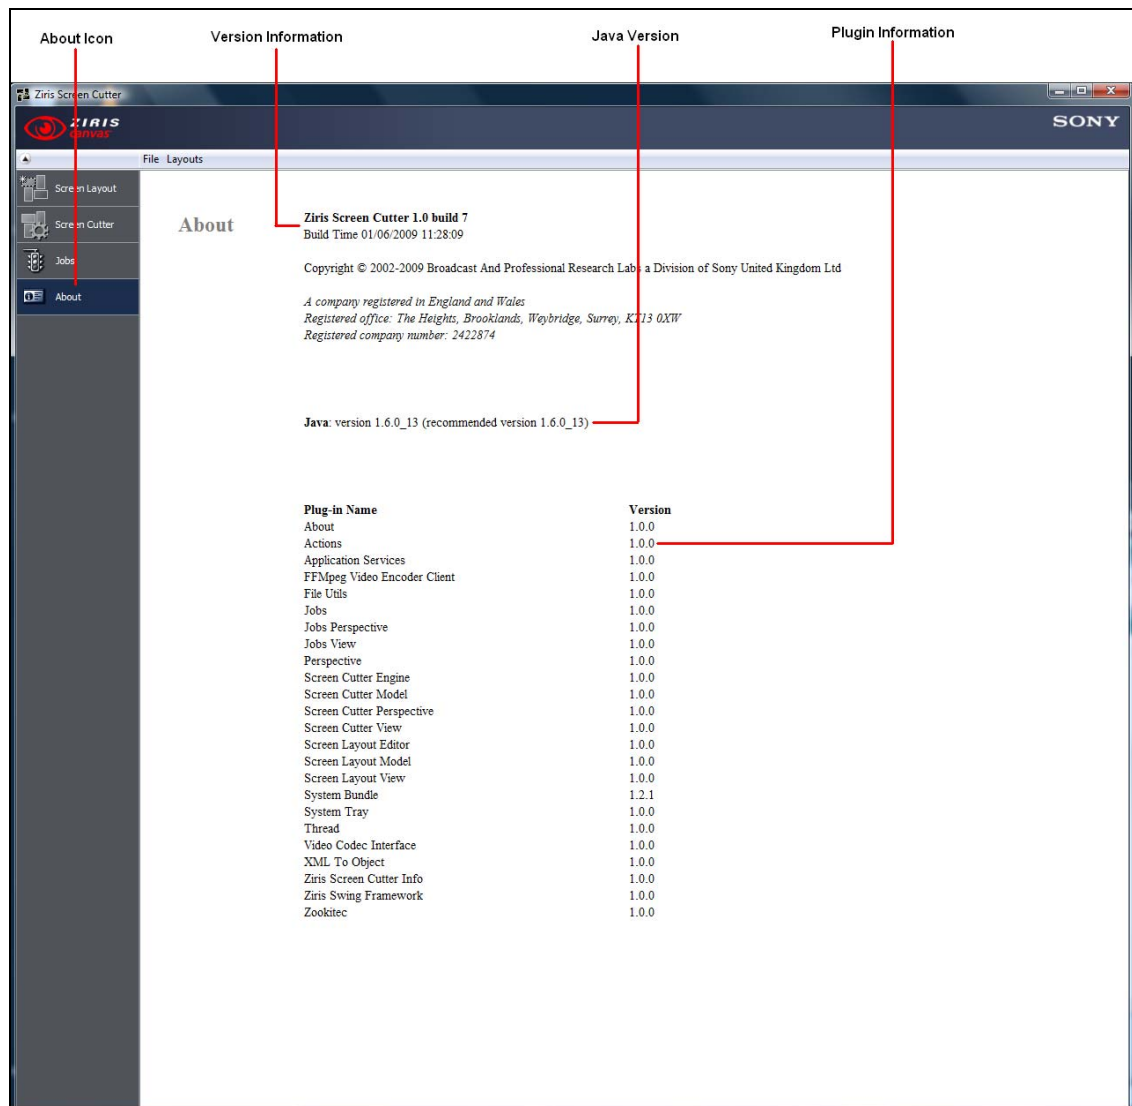 About Icon Version Information Java Version Plugin Information
Ziris Screen Cutter
ZIRIS
canvas
SONY
File Layouts
Screen Layout
Screen Cutter
Jobs
About
About
Ziris Screen Cutter 1.0 build 7
Build Time 01/06/2009 11:28:09
Copyright © 2002-2009 Broadcast And Professional Research Labs a Division of Sony United Kingdom Ltd
A company registered in England and Wales
Registered office: The Heights, Brooklands, Weybridge, Surrey, KT13 0XW
Registered company number: 2422874
Java: version 1.6.0_13 (recommended version 1.6.0_13)
Plug-in Name Version
About 1.0.0
Actions 1.0.0
Application Services 1.0.0
FFMpeg Video Encoder Client 1.0.0
File Utils 1.0.0
Jobs 1.0.0
Jobs Perspective 1.0.0
Jobs View 1.0.0
Perspective 1.0.0
Screen Cutter Engine 1.0.0
Screen Cutter Model 1.0.0
Screen Cutter Perspective 1.0.0
Screen Cutter View 1.0.0
Screen Layout Editor 1.0.0
Screen Layout Model 1.0.0
Screen Layout View 1.0.0
System Bundle 1.2.1
System Tray 1.0.0
Thread 1.0.0
Video Codec Interface 1.0.0
XML To Object 1.0.0
Ziris Screen Cutter Info 1.0.0
Ziris Swing Framework 1.0.0
Zookitec 1.0.0